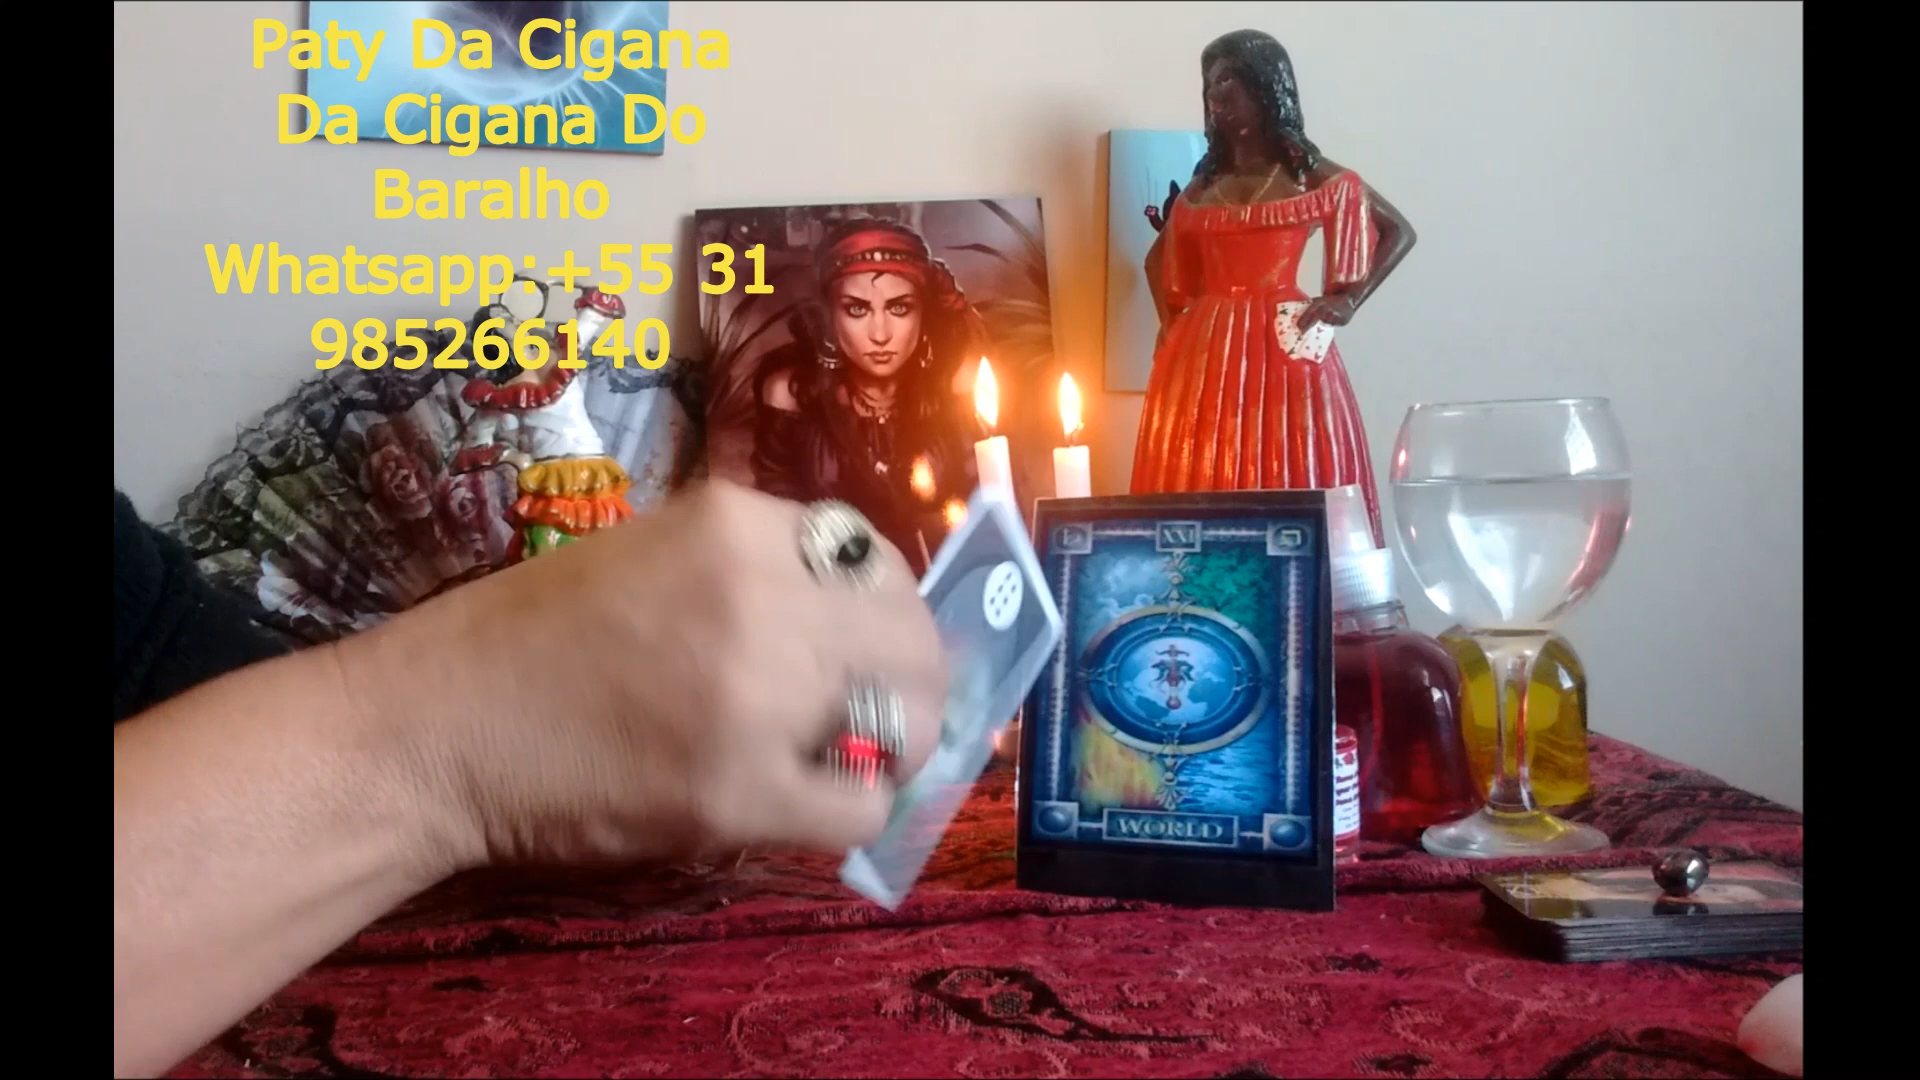 Paty Da Cigana
Da Cigana Do
Baralho
Whatsapp:+55 31
985266140
XXI
WORLD